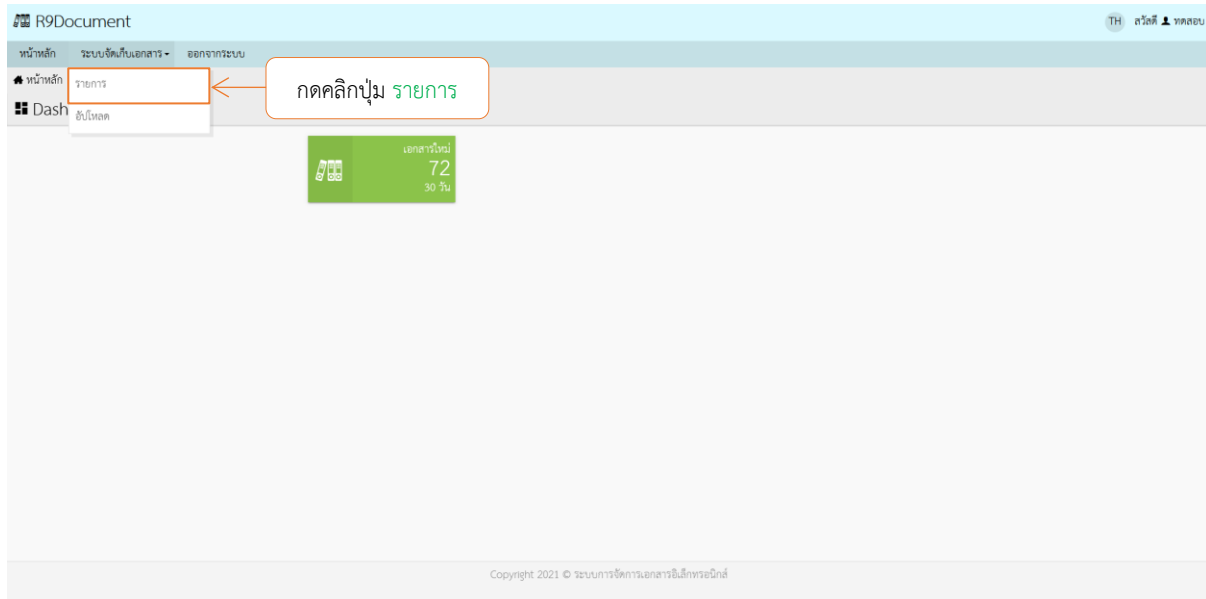 R9Document
TH สวัสดี ทดสอบ
หน้าหลัก ระบบจัดเก็บเอกสาร ออกจากระบบ
หน้าหลัก
รายการ
กดคลิกปุ่ม รายการ
Dash
อัปโหลด
เอกสารใหม่
72
30 วัน
Copyright 2021 © ระบบการจัดการเอกสารอิเล็กทรอนิกส์